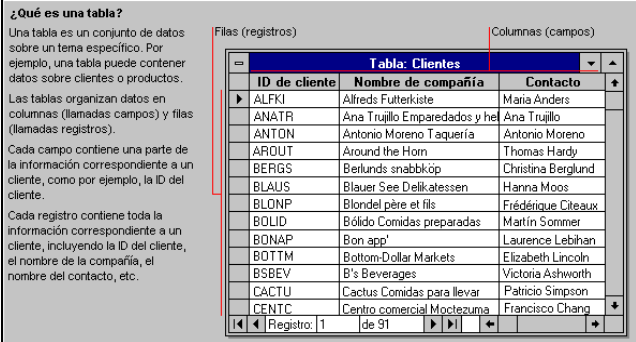 ¿Qué es una tabla?
Una tabla es un conjunto de datos
sobre un tema específico. Por
ejemplo, una tabla puede contener
datos sobre clientes o productos.
Las tablas organizan datos en
columnas (llamadas campos) y filas
(llamadas registros).
Cada campo contiene una parte de
la información correspondiente a un
cliente, como por ejemplo, la ID del
cliente.
Cada registro contiene toda la
información correspondiente a un
cliente, incluyendo la ID del cliente,
el nombre de la compañía, el
nombre del contacto, etc.
Filas (registros) Columnas (campos)
Tabla: Clientes
ID de cliente Nombre de compañía Contacto
ALFKI Alfreds Futterkiste Maria Anders
ANATR Ana Trujillo Emparedados y hel Ana Trujillo
ANTON Antonio Moreno Taquería Antonio Moreno
AROUT Around the Horn Thomas Hardy
BERGS Berlunds snabbköp Christina Berglund
BLAUS Blauer See Delikatessen Hanna Moos
BLONP Blondel père et fils Frédérique Citeaux
BOLID Bólido Comidas preparadas Martín Sommer
BONAP Bon app' Laurence Lebihan
BOTTM Bottom-Dollar Markets Elizabeth Lincoln
BSBEV B's Beverages Victoria Ashworth
CACTU Cactus Comidas para llevar Patricio Simpson
CENTC Centro comercial Moctezuma Francisco Chang
Registro: 1 de 91